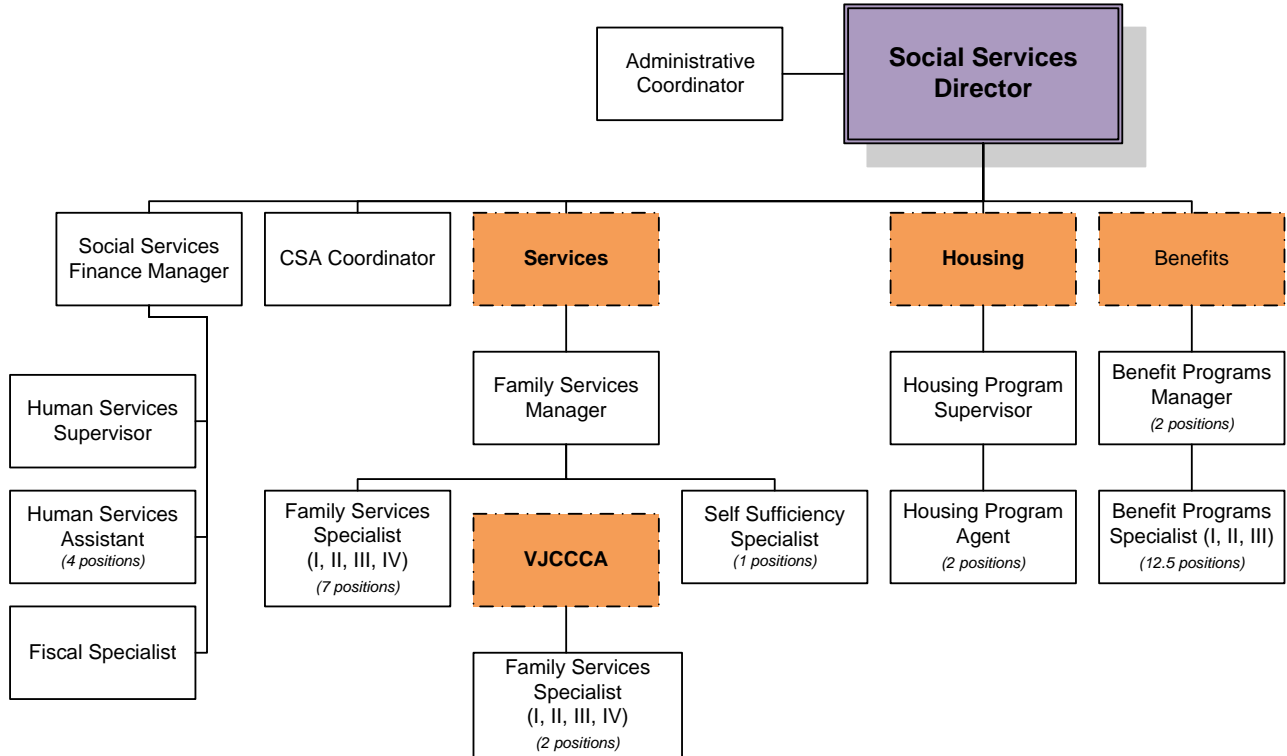 Administrative
Coordinator
Social Services
Director
Social Services
Finance Manager
CSA Coordinator
Services
Housing
Benefits
Human Services
Supervisor
Family Services
Manager
Housing Program
Supervisor
Benefit Programs
Manager
(2 positions)
Human Services
Assistant
(4 positions)
Family Services
Specialist
(I, II, III, IV)
(7 positions)
VJCCCA
Self Sufficiency
Specialist
(1 positions)
Housing Program
Agent
(2 positions)
Benefit Programs
Specialist (I, II, III)
(12.5 positions)
Fiscal Specialist
Family Services
Specialist
(I, II, III, IV)
(2 positions)